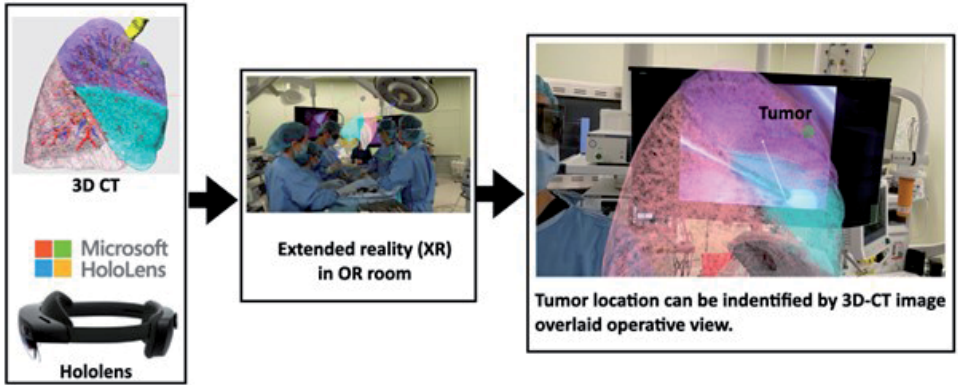 3D CT
Microsoft
HoloLens
Hololens
Extended reality (XR)
in OR room
Tumor
Tumor location can be indentified by 3D-CT image
overlaid operative view.